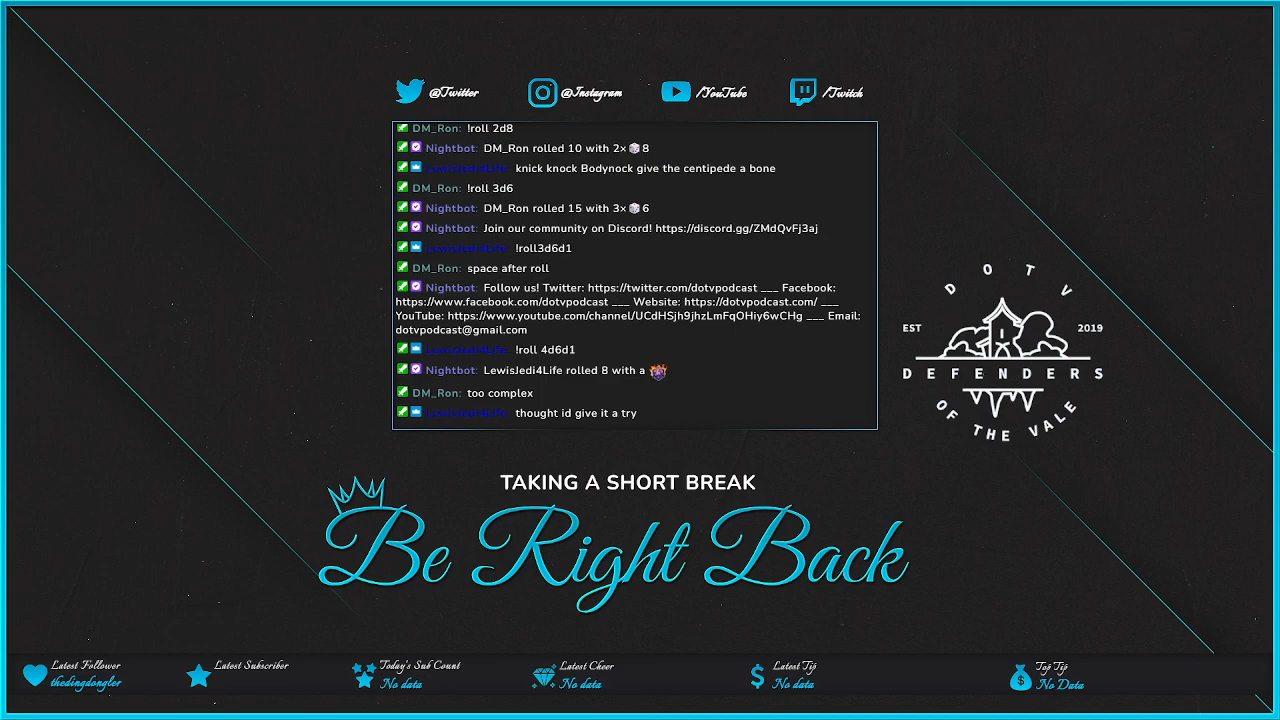 @Twitter @Instagram /YouTube /Twitch
DM_Ron: !roll 2d8
Nightbot: DM_Ron rolled 10 with 2× 8
LewisJedi4Life: knick knock Bodynock give the centipede a bone
DM_Ron: !roll 3d6
Nightbot: DM_Ron rolled 15 with 3× 6
Nightbot: Join our community on Discord! https://discord.gg/ZMdQvFj3aj
LewisJedi4Life: !roll3d6d1
DM_Ron: space after roll
Nightbot: Follow us! Twitter: https://twitter.com/dotvpodcast ___ Facebook:
https://www.facebook.com/dotvpodcast ___ Website: https://dotvpodcast.com/ ___
YouTube: https://www.youtube.com/channel/UCdHSjh9jhzLmFqOHiy6wCHg ___ Email:
dotvpodcast@gmail.com
LewisJedi4Life: !roll 4d6d1
Nightbot: LewisJedi4Life rolled 8 with a
DM_Ron: too complex
LewisJedi4Life: thought id give it a try
DOTV
EST 2019
DEFENDERS
OF THE VALE
TAKING A SHORT BREAK
Be Right Back
Latest Follower
thedingdongler
Latest Subscriber
Today's Sub Count
No data
Latest Cheer
No data
Latest Tip
No data
Top Tip
No Data